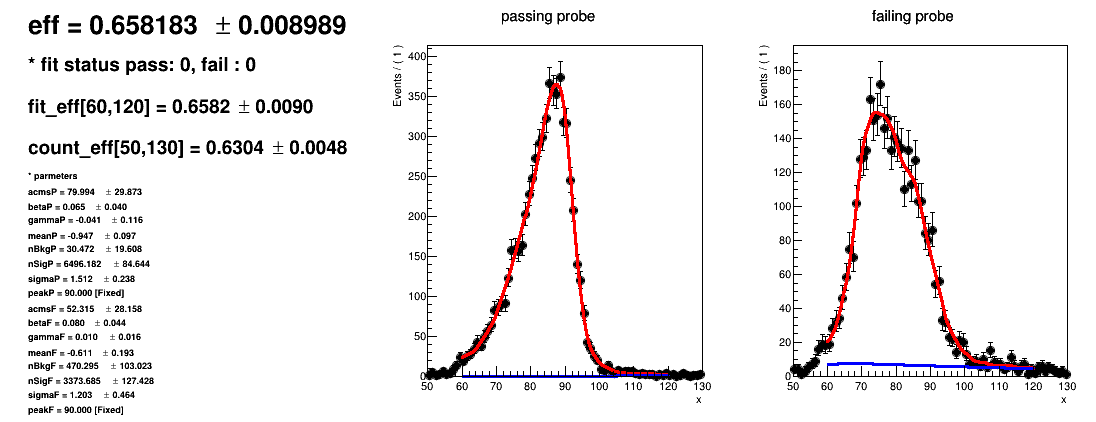 eff = 0.658183 ± 0.008989
* fit status pass: 0, fail : 0
fit_eff[60,120] = 0.6582 ± 0.0090
count_eff[50,130] = 0.6304 ± 0.0048
* parmeters
acmsP = 79.994 ± 29.873
betaP = 0.065 ± 0.040
gammaP = -0.041 ± 0.116
meanP = -0.947 ± 0.097
nBkgP = 30.472 ± 19.608
nSigP = 6496.182 ± 84.644
sigmaP = 1.512 ± 0.238
peakP = 90.000 [Fixed]
acmsF = 52.315 ± 28.158
betaF = 0.080 ± 0.044
gammaF = 0.010 ± 0.016
meanF = -0.611 ± 0.193
nBkgF = 470.295 ± 103.023
nSigF = 3373.685 ± 127.428
sigmaF = 1.203 ± 0.464
peakF = 90.000 [Fixed]
passing probe
Events / ( 1 )
400
350
300
250
200
150
100
50
0
50 60 70 80 90 100 110 120 130
x
failing probe
Events / ( 1 )
180
160
140
120
100
80
60
40
20
0
50 60 70 80 90 100 110 120 130
x